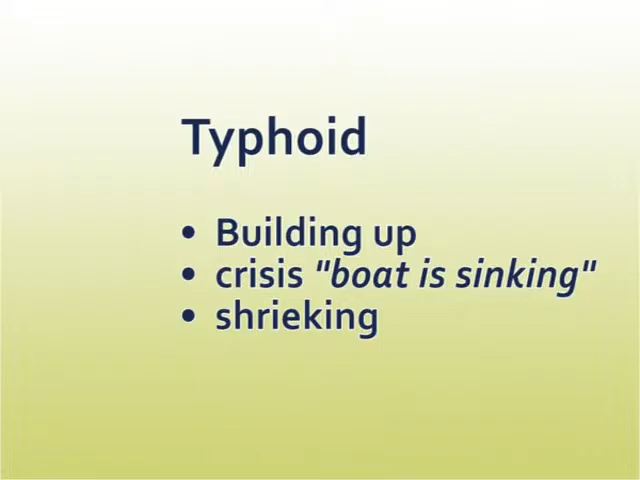 Typhoid
• Building up
• crisis "boat is sinking"
• shrieking